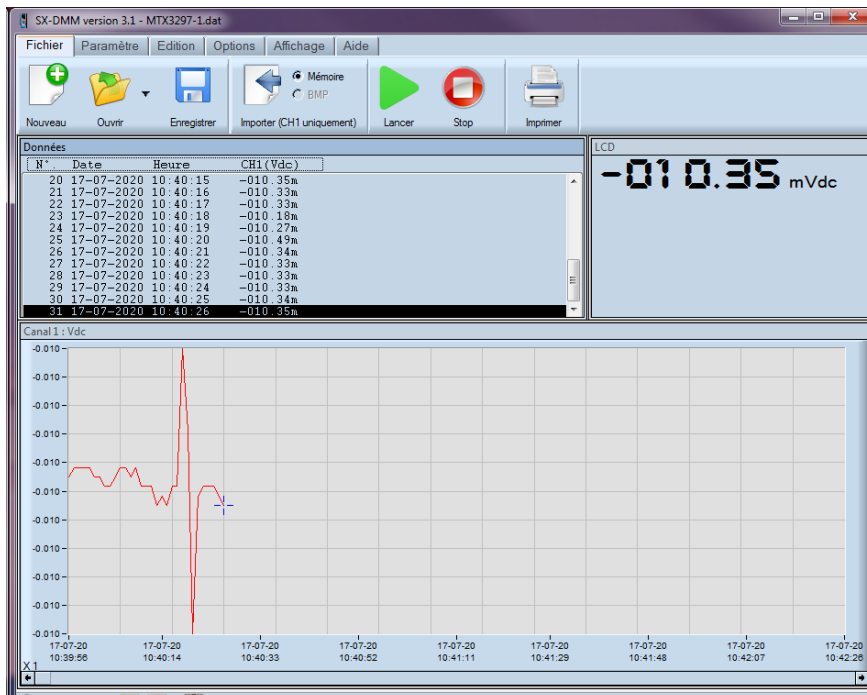 SX-DMM version 3.1 - MTX3297-1.dat
Fichier Paramètre Edition Options Affichage Aide
Mémoire
BMP
Nouveau Ouvrir Enregistrer Importer (CH1 uniquement) Lancer Stop Imprimer
Données
N°. Date Heure CH1(Vdc)
20 17-07-2020 10:40:15 -010.35m
21 17-07-2020 10:40:16 -010.33m
22 17-07-2020 10:40:17 -010.33m
23 17-07-2020 10:40:18 -010.18m
24 17-07-2020 10:40:19 -010.27m
25 17-07-2020 10:40:20 -010.49m
26 17-07-2020 10:40:21 -010.34m
27 17-07-2020 10:40:22 -010.33m
28 17-07-2020 10:40:23 -010.33m
29 17-07-2020 10:40:24 -010.33m
30 17-07-2020 10:40:25 -010.34m
31 17-07-2020 10:40:26 -010.35m
LCD
-010.35 mVdc
Canal 1 : Vdc
-0.010
-0.010
-0.010
-0.010
-0.010
-0.010
-0.010
-0.010
-0.010
-0.010
-0.010
17-07-20 17-07-20 17-07-20 17-07-20 17-07-20 17-07-20 17-07-20 17-07-20 17-07-20
10:39:56 10:40:14 10:40:33 10:40:52 10:41:11 10:41:29 10:41:48 10:42:07 10:42:26
X 1